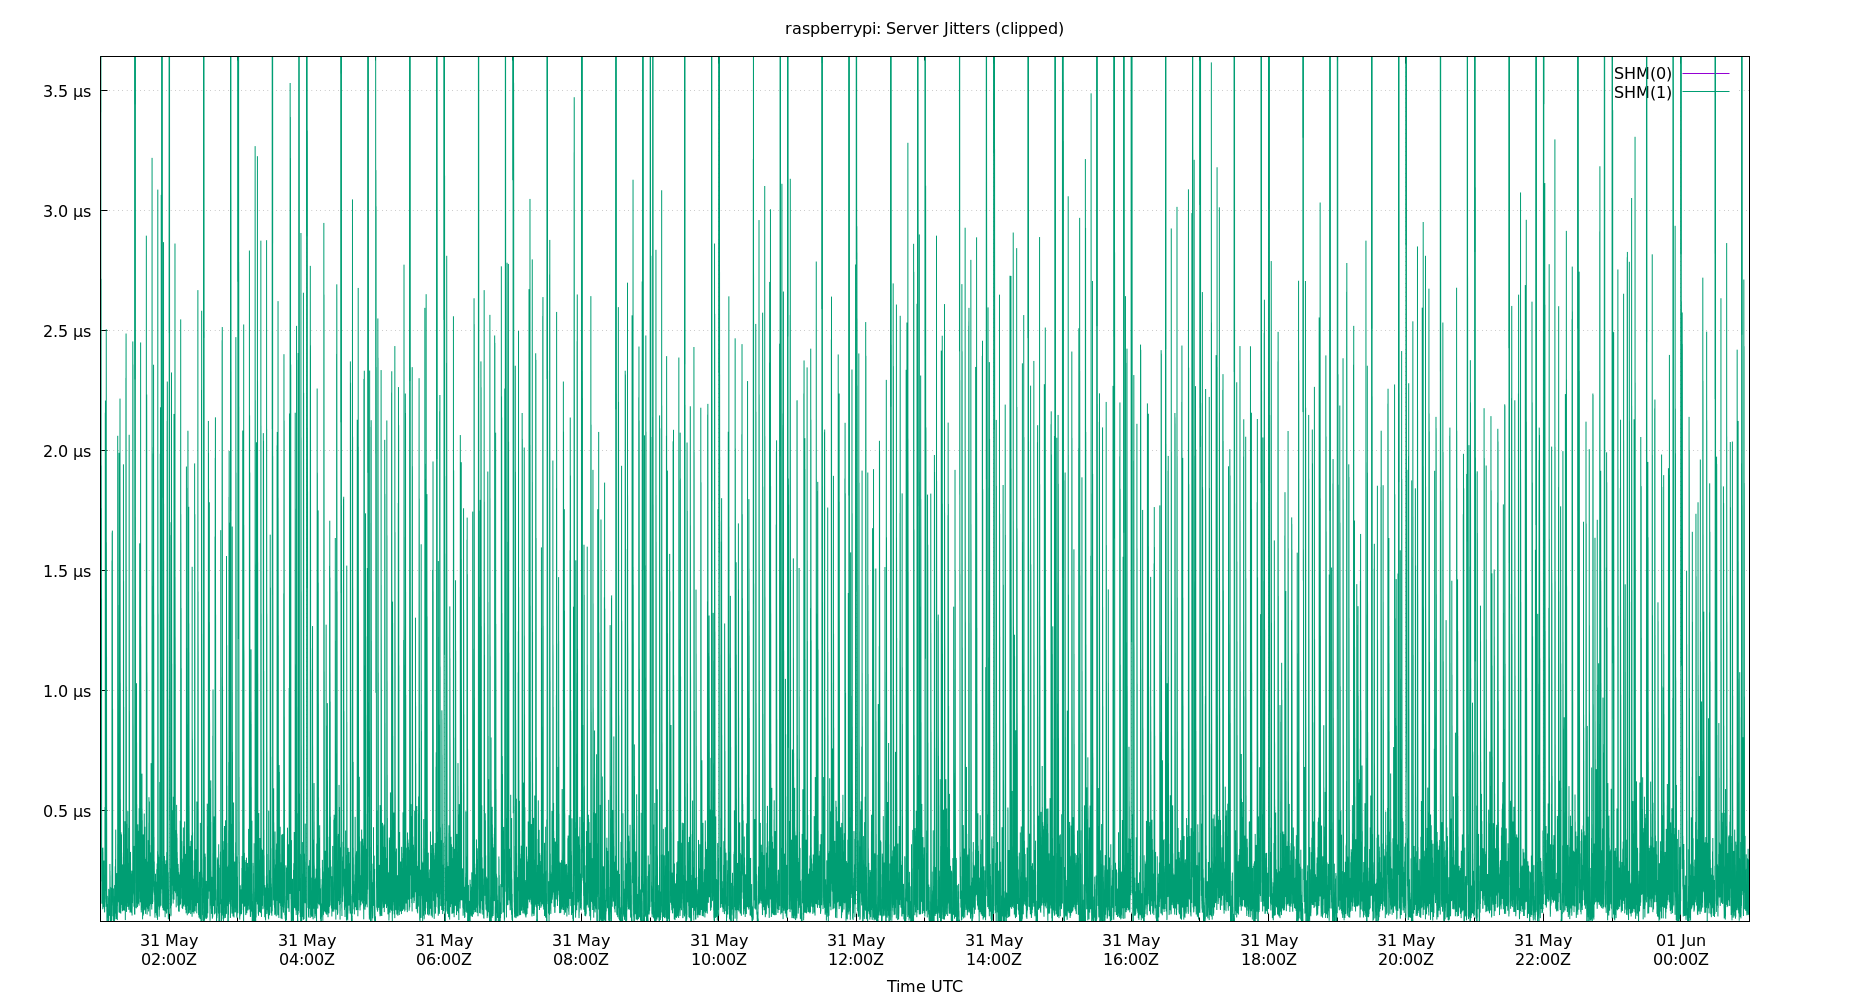 raspberrypi: Server Jitters (clipped)
SHM(0)
SHM(1)
3.5 µs
3.0 µs
2.5 µs
2.0 µs
1.5 µs
1.0 µs
0.5 µs
31 May 31 May 31 May 31 May 31 May 31 May 31 May 31 May 31 May 31 May 31 May 01 Jun
02:00Z 04:00Z 06:00Z 08:00Z 10:00Z 12:00Z 14:00Z 16:00Z 18:00Z 20:00Z 22:00Z 00:00Z
Time UTC